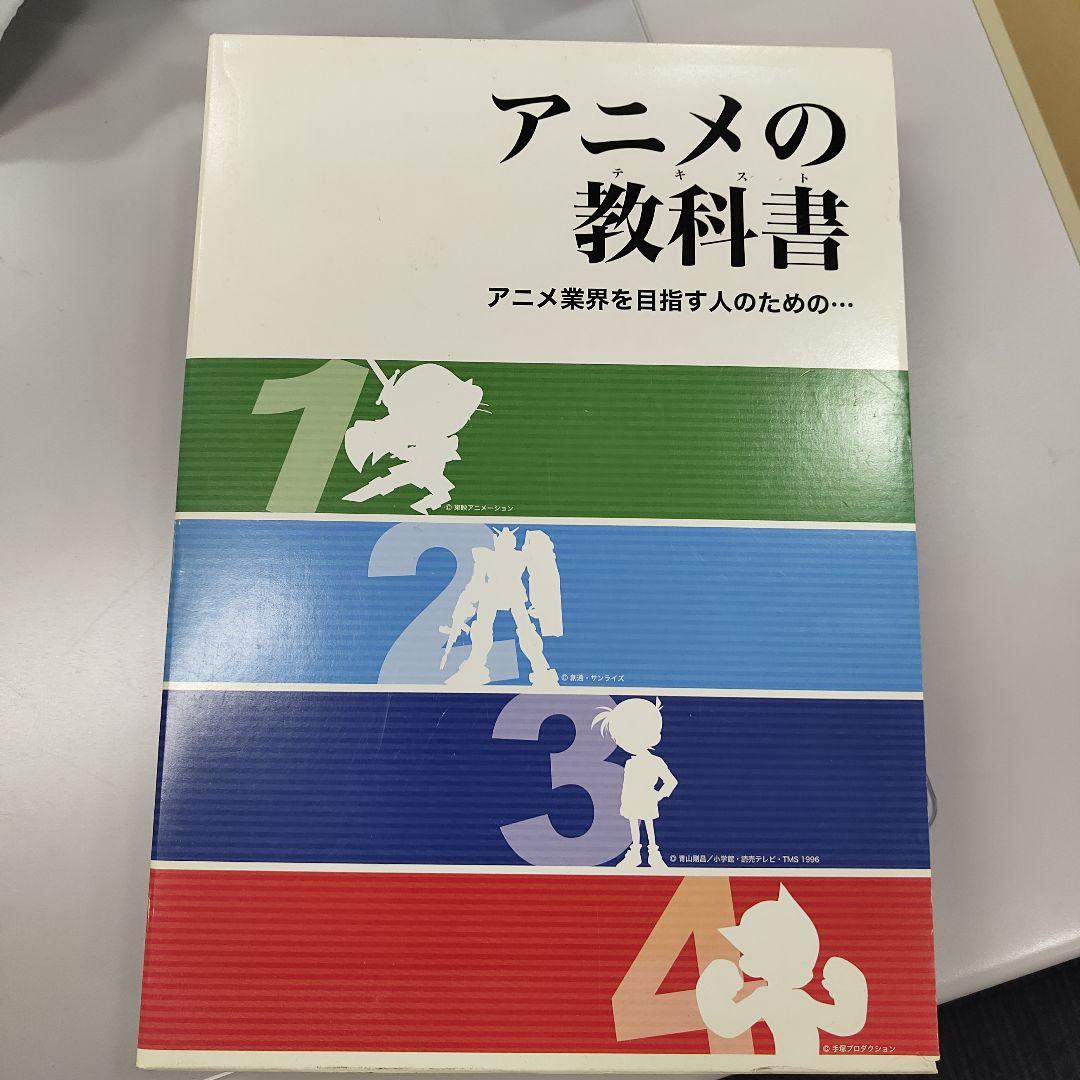 アニメの
テキスト
教科書
アニメ業界を目指す人のための…
1
© 東映アニメーション
2
© 創通・サンライズ
3
© 青山剛昌／小学館・読売テレビ・TMS 1996
4
© 手塚プロダクション